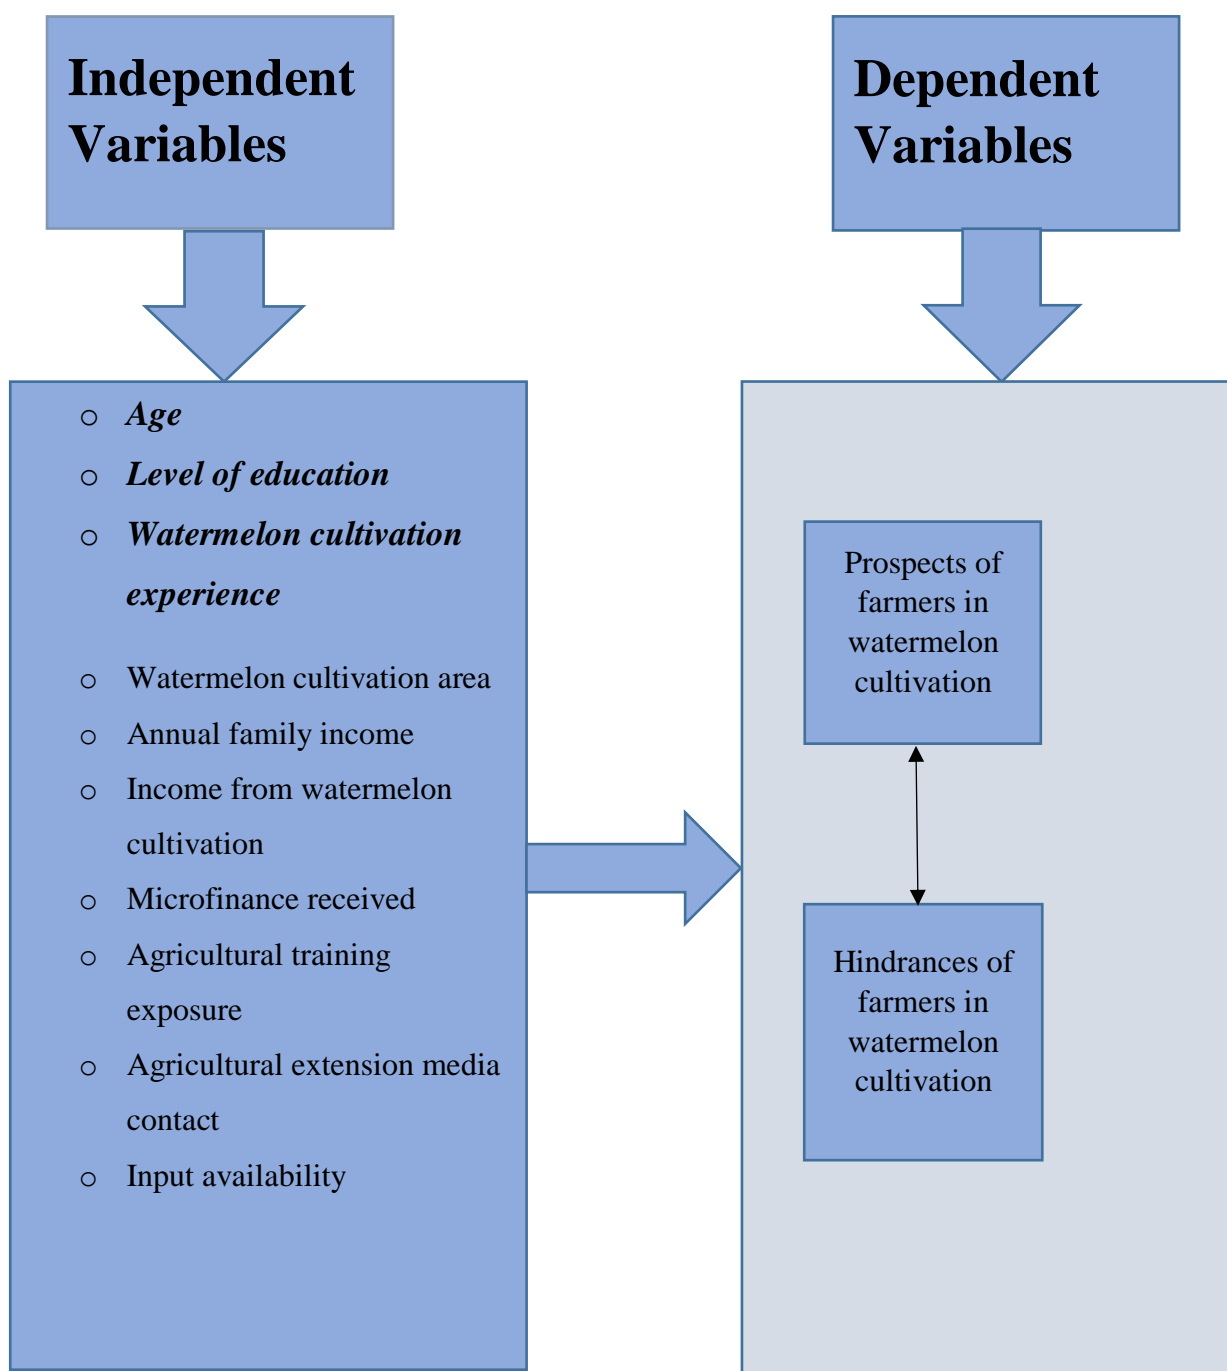 Independent
Variables
Dependent
Variables
o Age
o Level of education
o Watermelon cultivation
experience
o Watermelon cultivation area
o Annual family income
o Income from watermelon
cultivation
o Microfinance received
o Agricultural training
exposure
o Agricultural extension media
contact
o Input availability
Prospects of
farmers in
watermelon
cultivation
Hindrances of
farmers in
watermelon
cultivation